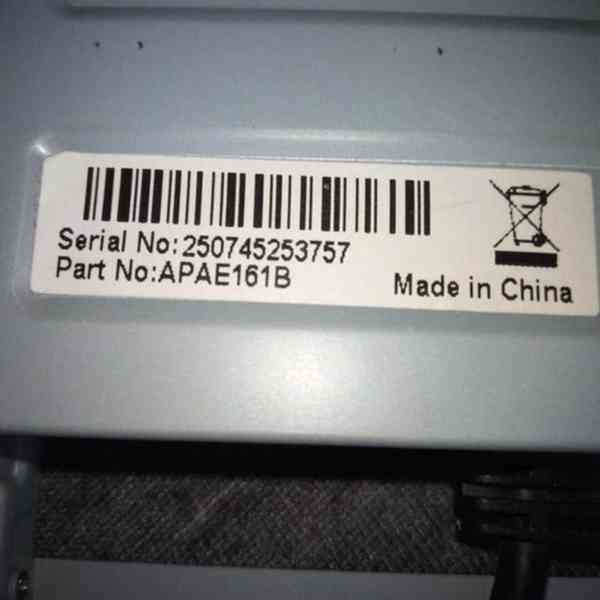 Serial No:250745253757
Part No:APAE161B
Made in China